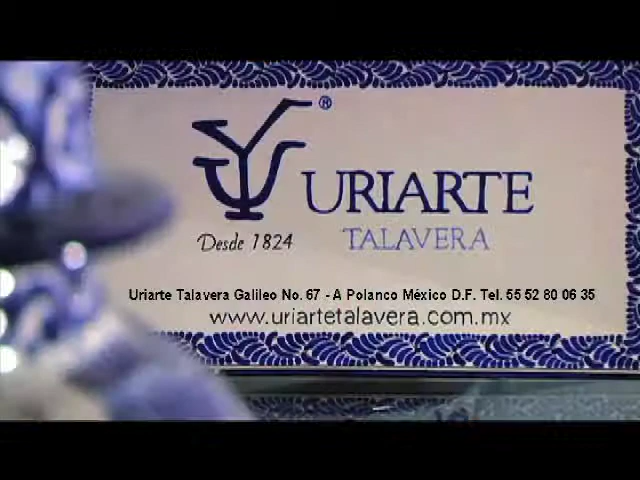 ®
URIARTE
Desde 1824 TALAVERA
Uriarte Talavera Galileo No. 67 - A Polanco México D.F. Tel. 55 52 80 06 35
www.uriartetalavera.com.mx